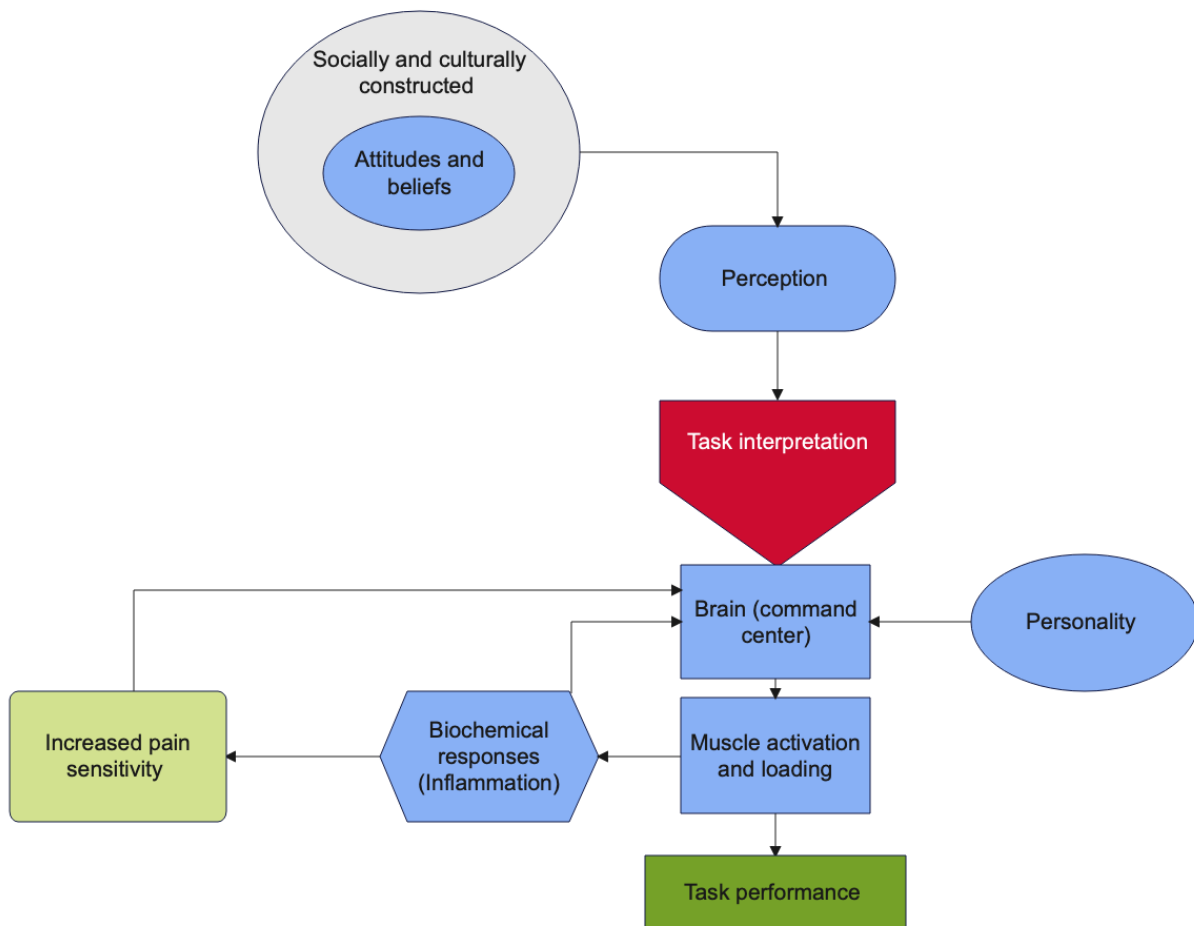 Socially and culturally
constructed
Attitudes and
beliefs
Perception
Task interpretation
Brain (command
center)
Personality
Increased pain
sensitivity
Biochemical
responses
(Inflammation)
Muscle activation
and loading
Task performance